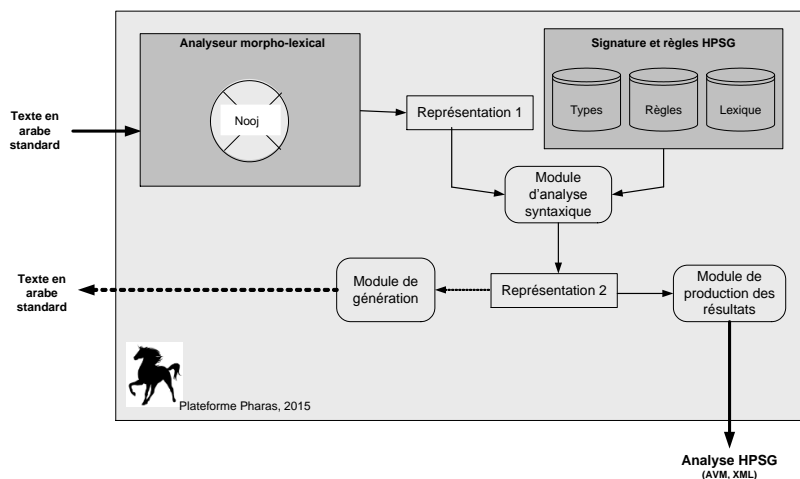 Analyseur morpho-lexical
Signature et règles HPSG
Nooj
Représentation 1
Types
Règles
Lexique
Texte en
arabe
standard
Module
d'analyse
syntaxique
Texte en
arabe
standard
Module de
génération
Représentation 2
Module de
production des
résultats
Plateforme Pharas, 2015
Analyse HPSG
(AVM, XML)